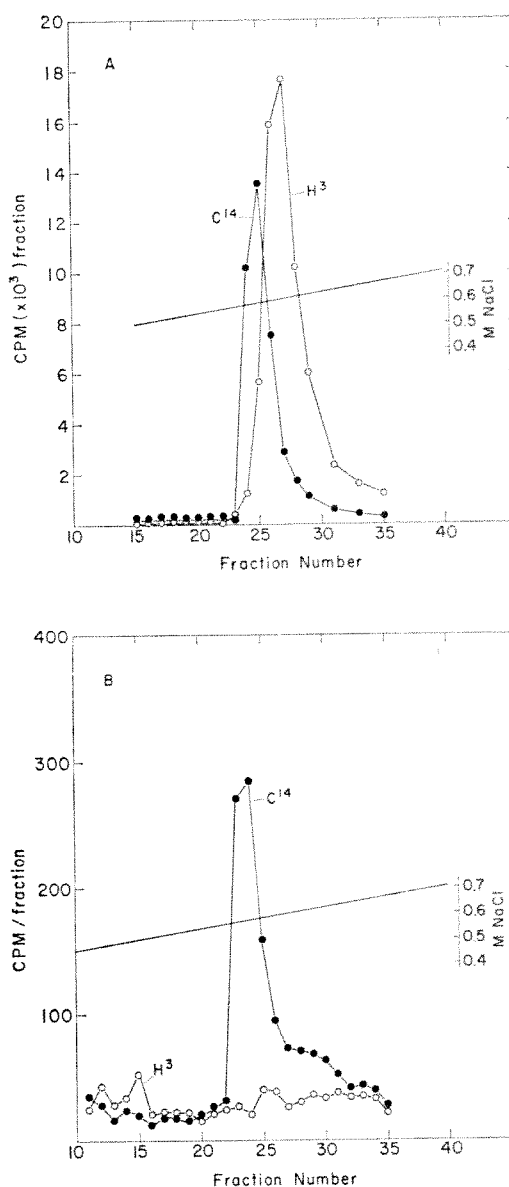 A
20
18
16
14
12
10
8
6
4
2
CPM (x10³) fraction
C¹⁴
H³
0.7
0.6
0.5
0.4
M NaCl
10 15 20 25 30 35 40
Fraction Number
B
400
300
200
100
CPM/fraction
C¹⁴
H³
0.7
0.6
0.5
0.4
M NaCl
10 15 20 25 30 35 40
Fraction Number